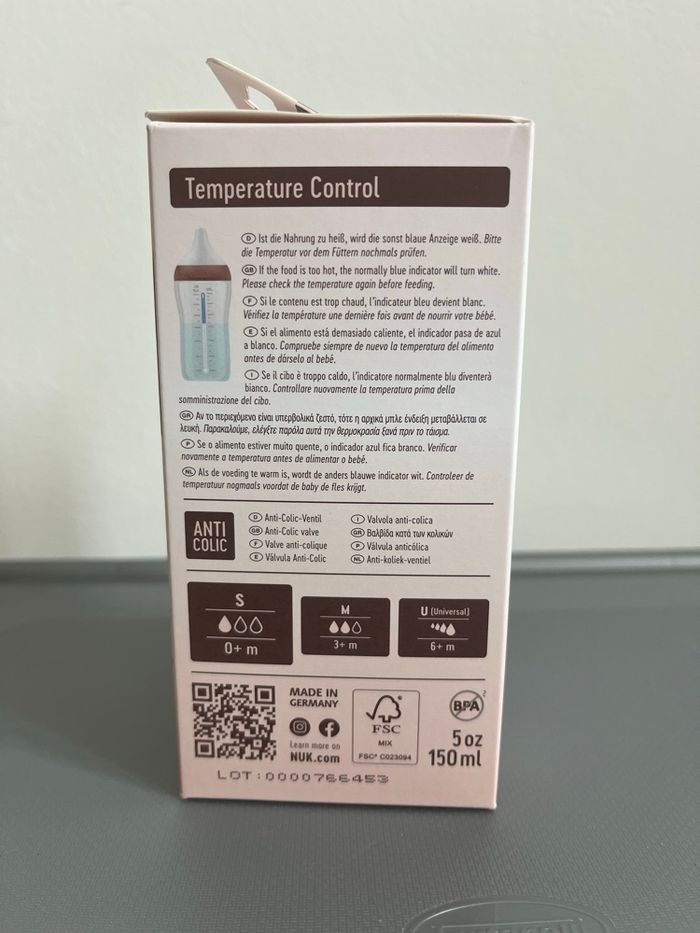 Temperature Control
D Ist die Nahrung zu heiß, wird die sonst blaue Anzeige weiß. Bitte
die Temperatur vor dem Füttern nochmals prüfen.
GB If the food is too hot, the normally blue indicator will turn white.
Please check the temperature again before feeding.
F Si le contenu est trop chaud, l'indicateur bleu devient blanc.
Vérifiez la température une dernière fois avant de nourrir votre bébé.
E Si el alimento está demasiado caliente, el indicador pasa de azul
a blanco. Compruebe siempre de nuevo la temperatura del alimento
antes de dárselo al bebé.
I Se il cibo è troppo caldo, l'indicatore normalmente blu diventerà
bianco. Controllare nuovamente la temperatura prima della
somministrazione del cibo.
GR Αν το περιεχόμενο είναι υπερβολικά ζεστό, τότε η αρχικά μπλε ένδειξη μεταβάλλεται σε
λευκή. Παρακαλούμε, ελέγξτε παρόλα αυτά την θερμοκρασία ξανά πριν το τάισμα.
P Se o alimento estiver muito quente, o indicador azul fica branco. Verificar
novamente a temperatura antes de alimentar o bebé.
NL Als de voeding te warm is, wordt de anders blauwe indicator wit. Controleer de
temperatuur nogmaals voordat de baby de fles krijgt.
ANTI
COLIC
D Anti-Colic-Ventil
GB Anti-Colic valve
F Valve anti-colique
E Válvula Anti-Colic
I Valvola anti-colica
GR Βαλβίδα κατά των κολικών
P Válvula anticólica
NL Anti-koliek-ventiel
S
0+ m
M
3+ m
U (Universal)
6+ m
MADE IN
GERMANY
Learn more on
NUK.com
FSC
MIX
FSC® C023094
BPA 2
5 oz
150 ml
LOT:0000766453